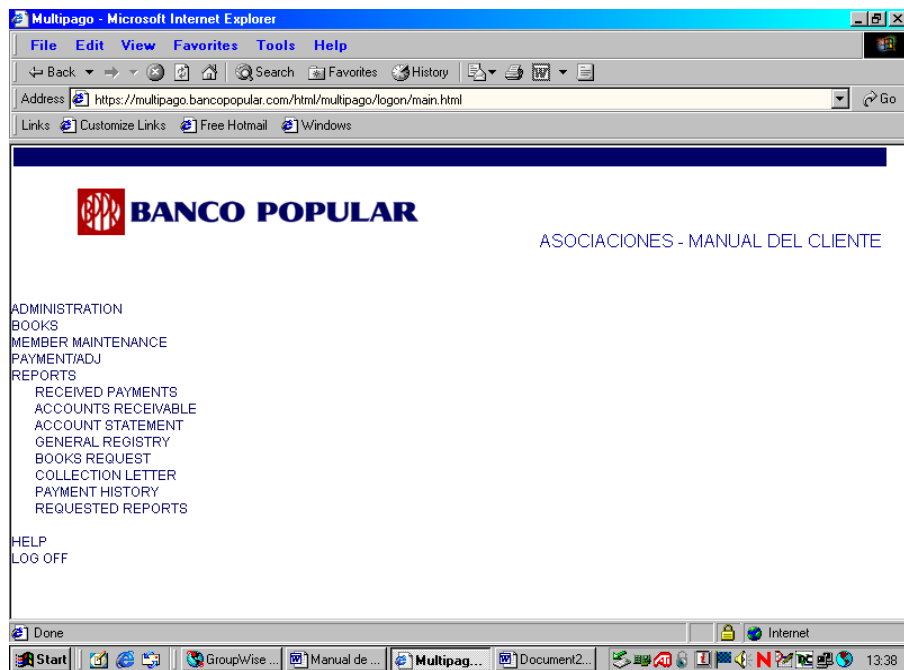 Multipago - Microsoft Internet Explorer
File Edit View Favorites Tools Help
Back Search Favorites History
Address https://multipago.bancopopular.com/html/multipago/logon/main.html Go
Links Customize Links Free Hotmail Windows
BPPR BANCO POPULAR
ASOCIACIONES - MANUAL DEL CLIENTE
ADMINISTRATION
BOOKS
MEMBER MAINTENANCE
PAYMENT/ADJ
REPORTS
RECEIVED PAYMENTS
ACCOUNTS RECEIVABLE
ACCOUNT STATEMENT
GENERAL REGISTRY
BOOKS REQUEST
COLLECTION LETTER
PAYMENT HISTORY
REQUESTED REPORTS
HELP
LOG OFF
Done Internet
Start GroupWise ... Manual de ... Multipag... Document2... 13:38